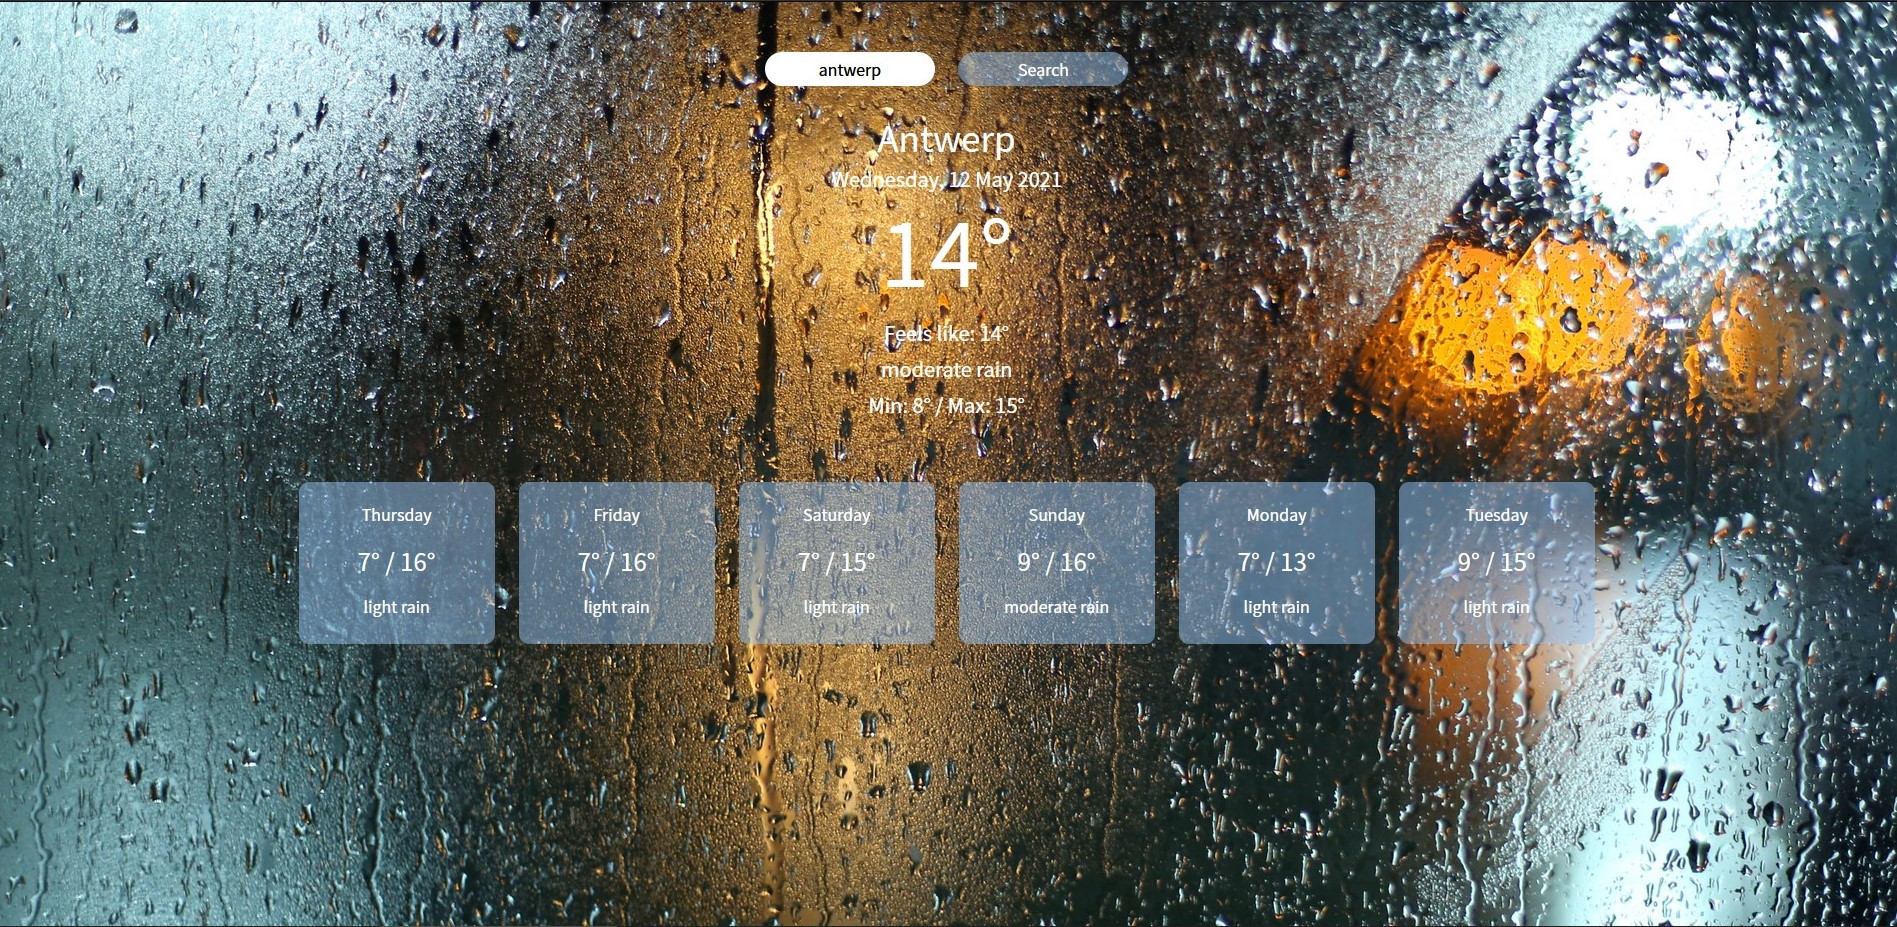 antwerp
Search
Antwerp
Wednesday, 12 May 2021
14°
Feels like: 14°
moderate rain
Min: 8° / Max: 15°
Thursday
7° / 16°
light rain
Friday
7° / 16°
light rain
Saturday
7° / 15°
light rain
Sunday
9° / 16°
moderate rain
Monday
7° / 13°
light rain
Tuesday
9° / 15°
light rain